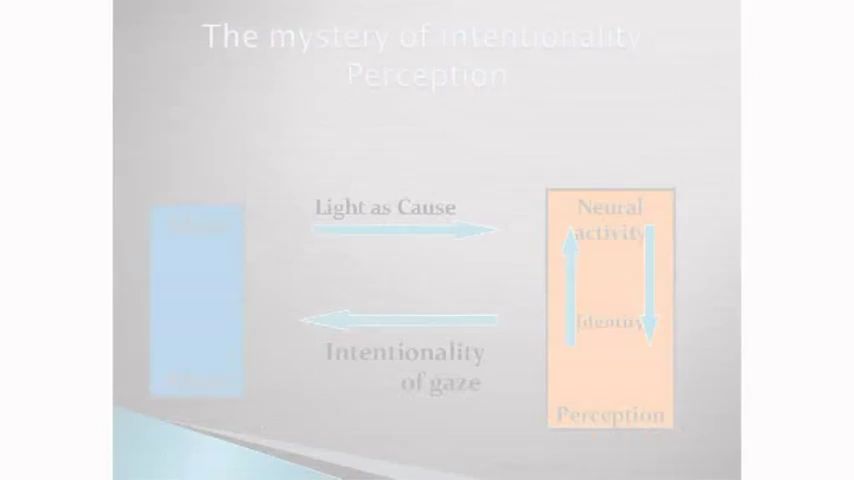 The mystery of Intentionality
Perception
Light as Cause
Neural
activity
Identity
Intentionality
of gaze
Perception